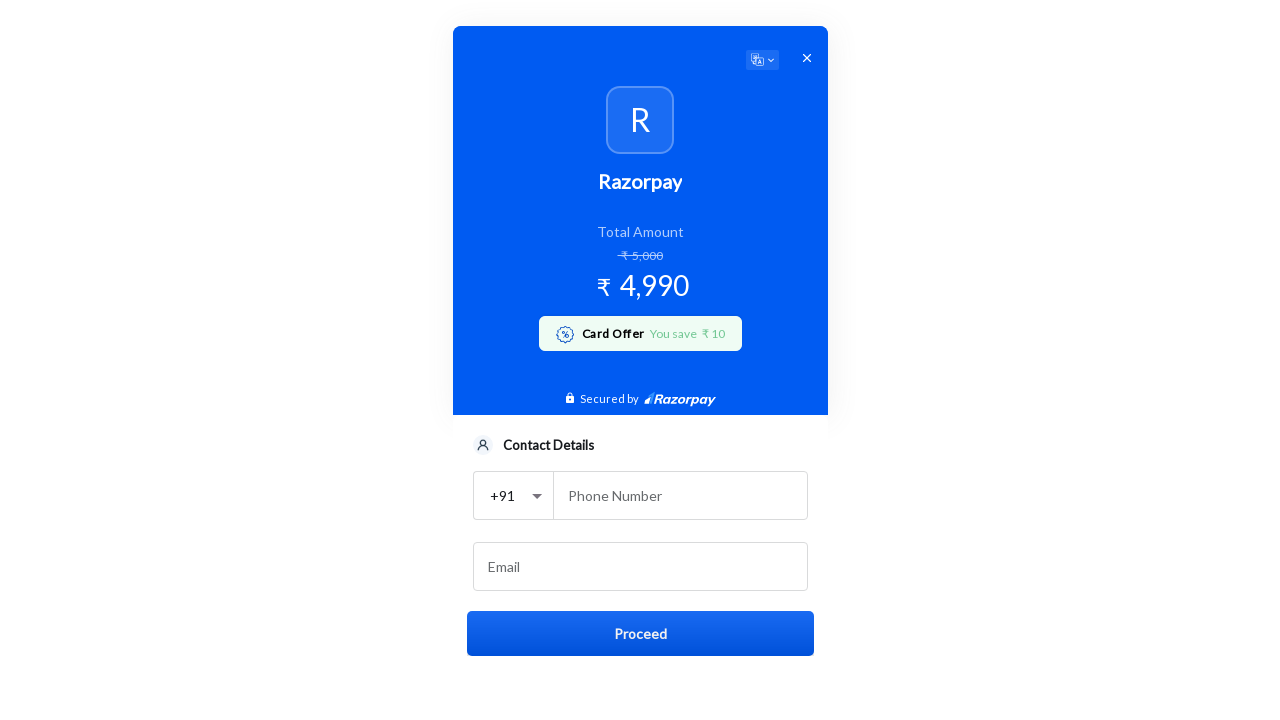 R
Razorpay
Total Amount
₹ 5,000
₹ 4,990
Card Offer You save ₹ 10
Secured by Razorpay
Contact Details
+91 Phone Number
Email
Proceed